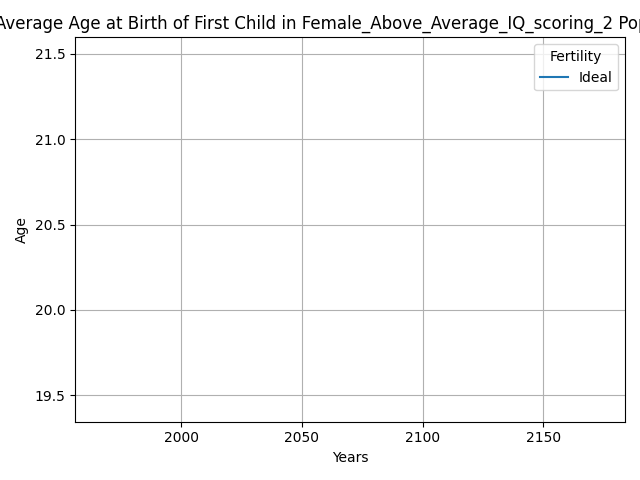 Average Age at Birth of First Child in Female_Above_Average_IQ_scoring_2
21.5
21.0
20.5
20.0
19.5
Age
Fertility
Ideal
2000 2050 2100 2150
Years